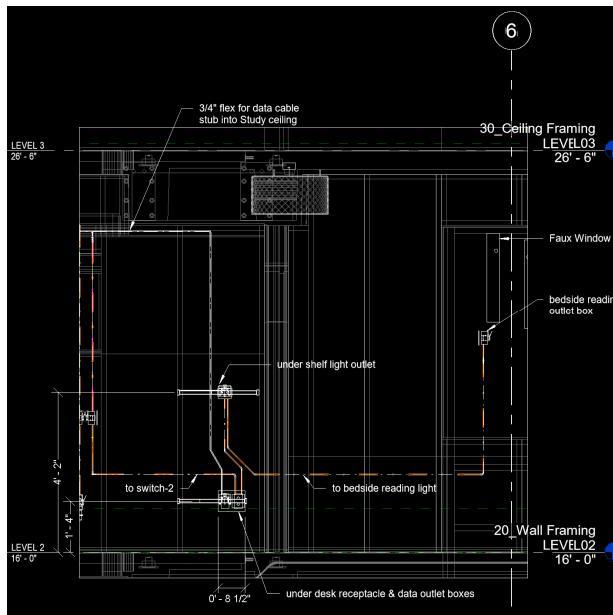 6
3/4" flex for data cable
stub into Study ceiling
30_Ceiling Framing
LEVEL 3
26' - 6"
LEVEL03
26' - 6"
Faux Window
bedside readin
outlet box
under shelf light outlet
4' - 2"
to switch-2
to bedside reading light
1' - 4"
20_Wall Framing
LEVEL 2
16' - 0"
LEVEL02
16' - 0"
0' - 8 1/2"
under desk receptacle & data outlet boxes